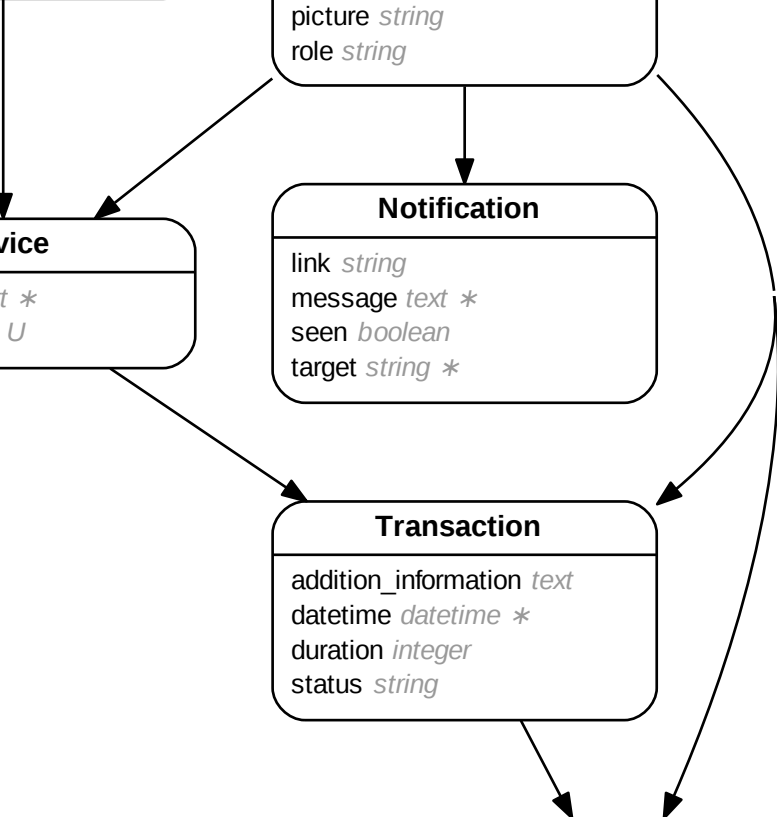 picture string
role string
Notification
link string
message text ∗
seen boolean
target string ∗
vice
t ∗
U
Transaction
addition_information text
datetime datetime ∗
duration integer
status string